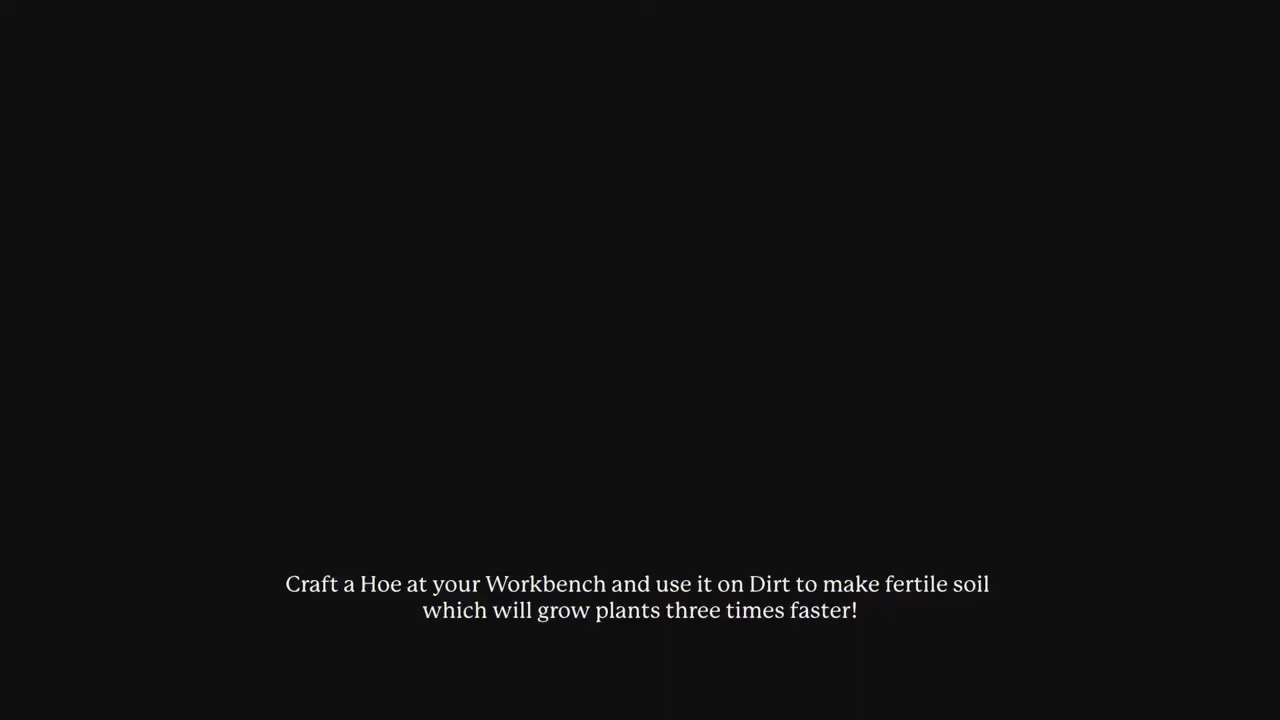 Craft a Hoe at your Workbench and use it on Dirt to make fertile soil
which will grow plants three times faster!